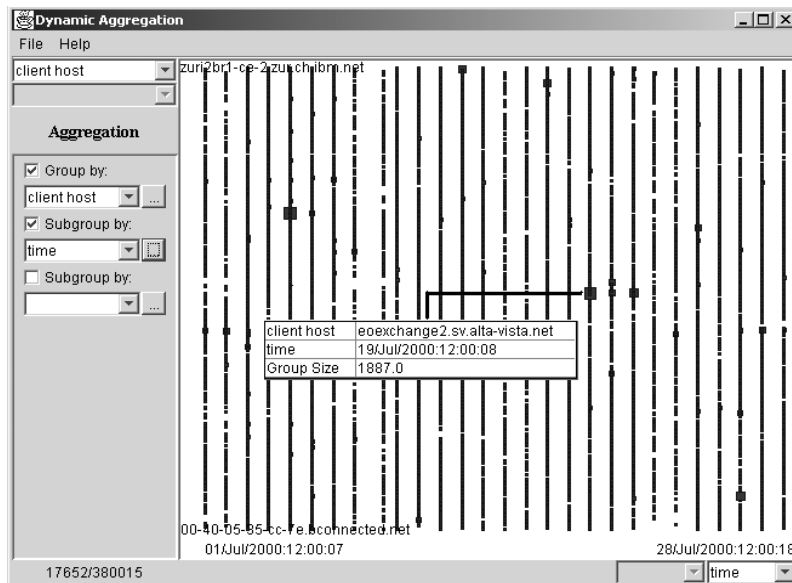 Dynamic Aggregation
File Help
client host
zuri2br1-ce-2.zur.ch.ibm.net
Aggregation
Group by:
client host ...
Subgroup by:
time
Subgroup by:
...
client host eoexchange2.sv.alta-vista.net
time 19/Jul/2000:12:00:08
Group Size 1887.0
00-40-05-35-cc-7e.bconnected.net
01/Jul/2000:12:00:07 28/Jul/2000:12:00:18
17652/380015 time